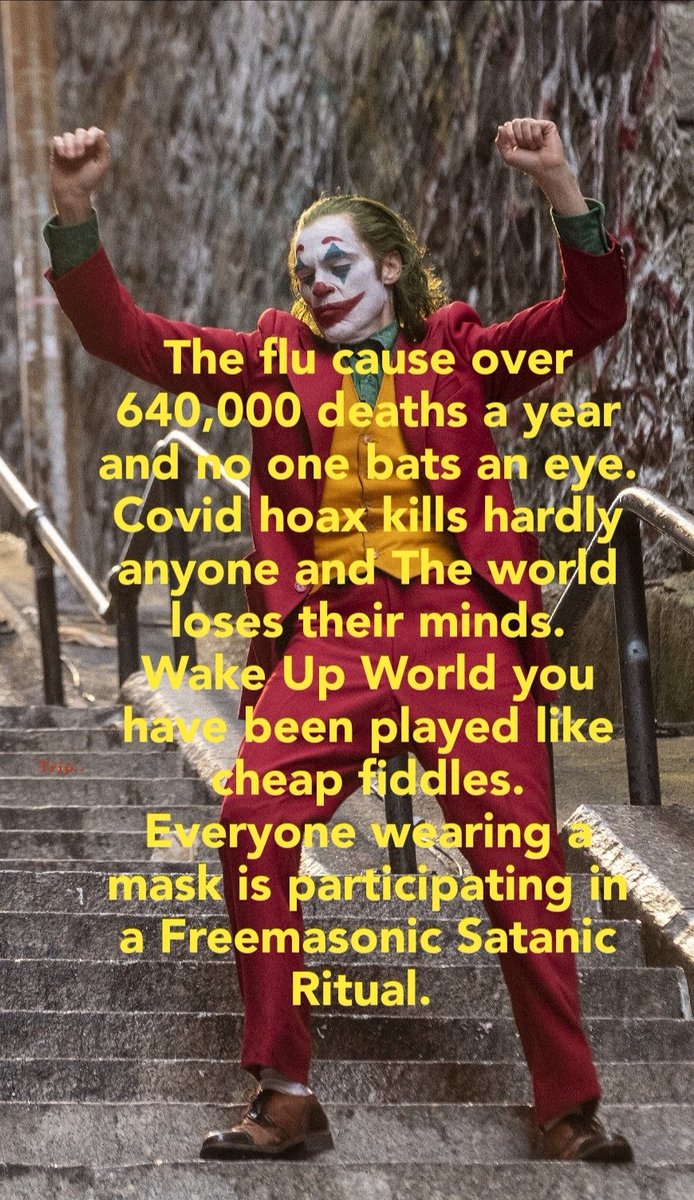 The flu cause over
640,000 deaths a year
and no one bats an eye.
Covid hoax kills hardly
anyone and The world
loses their minds.
Wake Up World you
have been played like
cheap fiddles.
Everyone wearing a
mask is participating in
a Freemasonic Satanic
Ritual.